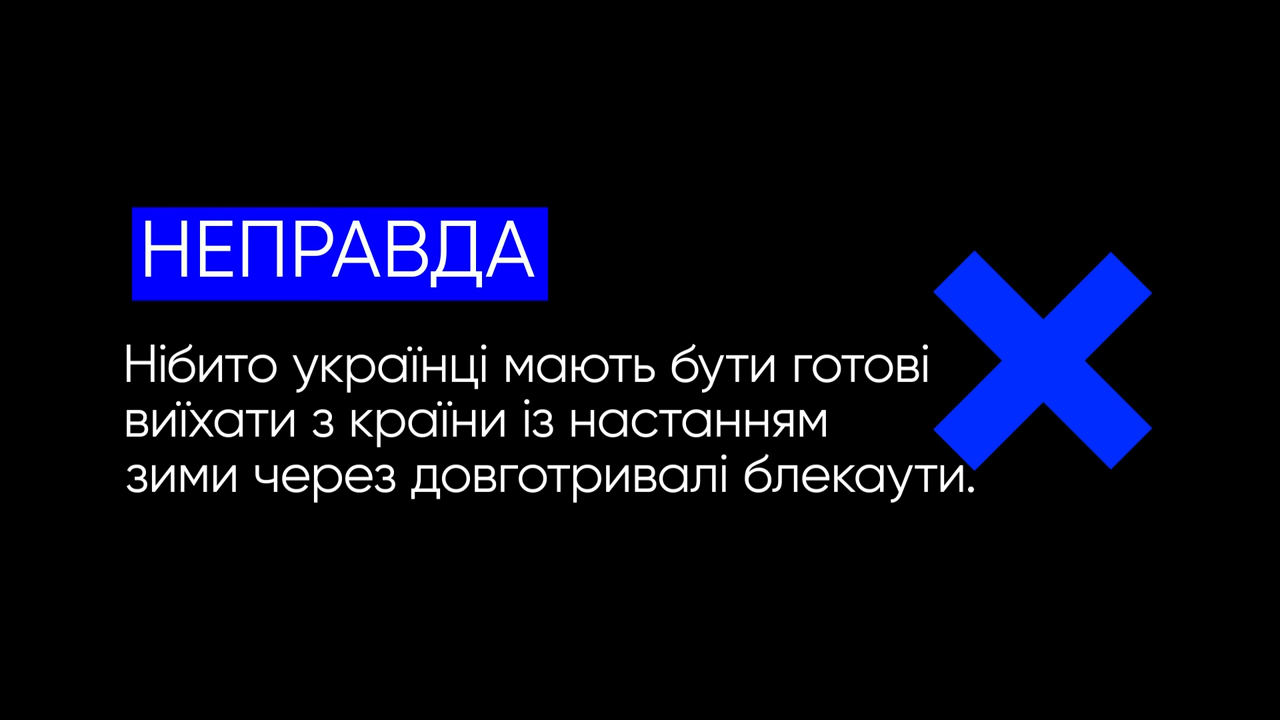 НЕПРАВДА
Нібито українці мають бути готові
виїхати з країни із настанням
зими через довготривалі блекаути.